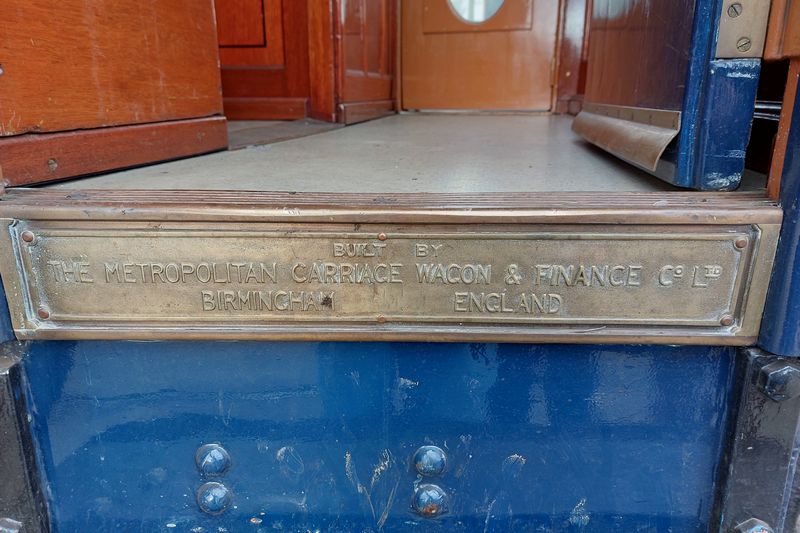 BUILT BY
THE METROPOLITAN CARRIAGE WAGON & FINANCE Cº LTD
BIRMINGHAM ENGLAND